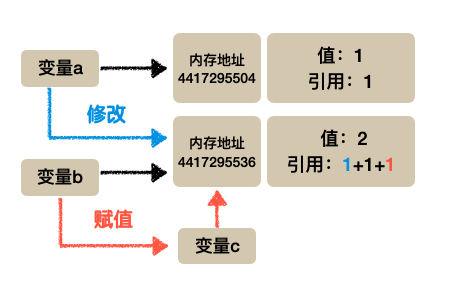 变量a
内存地址
4417295504
值：1
引用：1
修改
内存地址
4417295536
值：2
引用：1+1+1
变量b
赋值
变量c